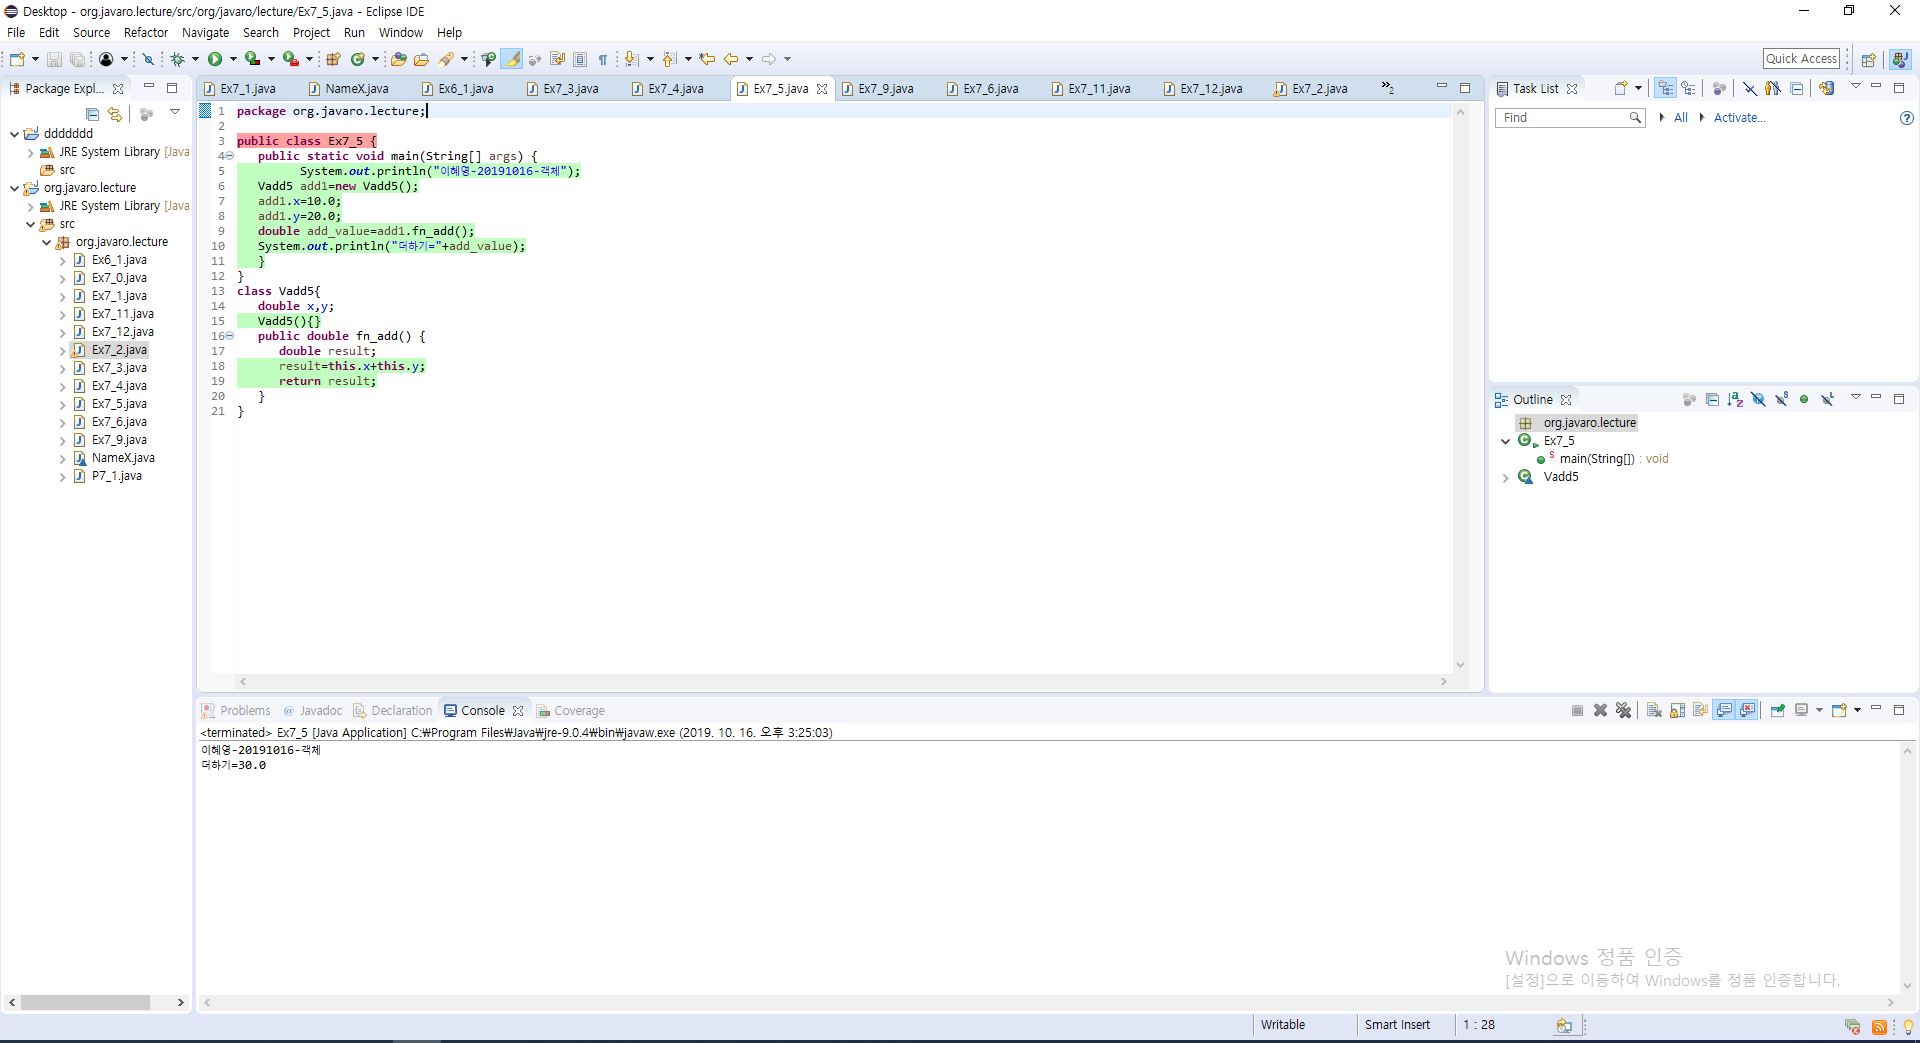 Desktop - org.javaro.lecture/src/org/javaro/lecture/Ex7_5.java - Eclipse IDE
File Edit Source Refactor Navigate Search Project Run Window Help
Quick Access
Package Expl...
ddddddd
JRE System Library [Java
src
org.javaro.lecture
JRE System Library [Java
src
org.javaro.lecture
Ex6_1.java
Ex7_0.java
Ex7_1.java
Ex7_11.java
Ex7_12.java
Ex7_2.java
Ex7_3.java
Ex7_4.java
Ex7_5.java
Ex7_6.java
Ex7_9.java
NameX.java
P7_1.java
Ex7_1.java NameX.java Ex6_1.java Ex7_3.java Ex7_4.java Ex7_5.java Ex7_9.java Ex7_6.java Ex7_11.java Ex7_12.java Ex7_2.java »2
1 package org.javaro.lecture;
2
3 public class Ex7_5 {
4 public static void main(String[] args) {
5 System.out.println("이혜영-20191016-객체");
6 Vadd5 add1=new Vadd5();
7 add1.x=10.0;
8 add1.y=20.0;
9 double add_value=add1.fn_add();
10 System.out.println("더하기="+add_value);
11 }
12 }
13 class Vadd5{
14 double x,y;
15 Vadd5(){}
16 public double fn_add() {
17 double result;
18 result=this.x+this.y;
19 return result;
20 }
21 }
Task List
Find All Activate...
Outline
org.javaro.lecture
Ex7_5
main(String[]) : void
Vadd5
Problems @ Javadoc Declaration Console Coverage
<terminated> Ex7_5 [Java Application] C:₩Program Files₩Java₩jre-9.0.4₩bin₩javaw.exe (2019. 10. 16. 오후 3:25:03)
이혜영-20191016-객체
더하기=30.0
Windows 정품 인증
[설정]으로 이동하여 Windows를 정품 인증합니다.
Writable Smart Insert 1 : 28